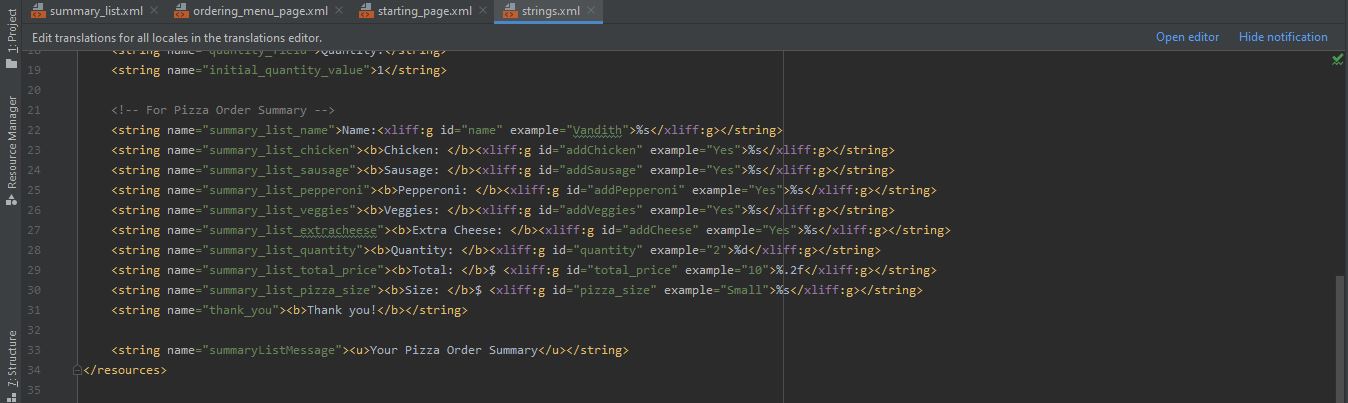 summary_list.xml ordering_menu_page.xml starting_page.xml strings.xml
Edit translations for all locales in the translations editor. Open editor Hide notification
1: Project
Resource Manager
7: Structure
18 <string name="quantity_field">Quantity:</string>
19 <string name="initial_quantity_value">1</string>
20
21 <!-- For Pizza Order Summary -->
22 <string name="summary_list_name">Name:<xliff:g id="name" example="Vandith">%s</xliff:g></string>
23 <string name="summary_list_chicken"><b>Chicken: </b><xliff:g id="addChicken" example="Yes">%s</xliff:g></string>
24 <string name="summary_list_sausage"><b>Sausage: </b><xliff:g id="addSausage" example="Yes">%s</xliff:g></string>
25 <string name="summary_list_pepperoni"><b>Pepperoni: </b><xliff:g id="addPepperoni" example="Yes">%s</xliff:g></string>
26 <string name="summary_list_veggies"><b>Veggies: </b><xliff:g id="addVeggies" example="Yes">%s</xliff:g></string>
27 <string name="summary_list_extracheese"><b>Extra Cheese: </b><xliff:g id="addCheese" example="Yes">%s</xliff:g></string>
28 <string name="summary_list_quantity"><b>Quantity: </b><xliff:g id="quantity" example="2">%d</xliff:g></string>
29 <string name="summary_list_total_price"><b>Total: </b>$ <xliff:g id="total_price" example="10">%.2f</xliff:g></string>
30 <string name="summary_list_pizza_size"><b>Size: </b>$ <xliff:g id="pizza_size" example="Small">%s</xliff:g></string>
31 <string name="thank_you"><b>Thank you!</b></string>
32
33 <string name="summaryListMessage"><u>Your Pizza Order Summary</u></string>
34 </resources>
35